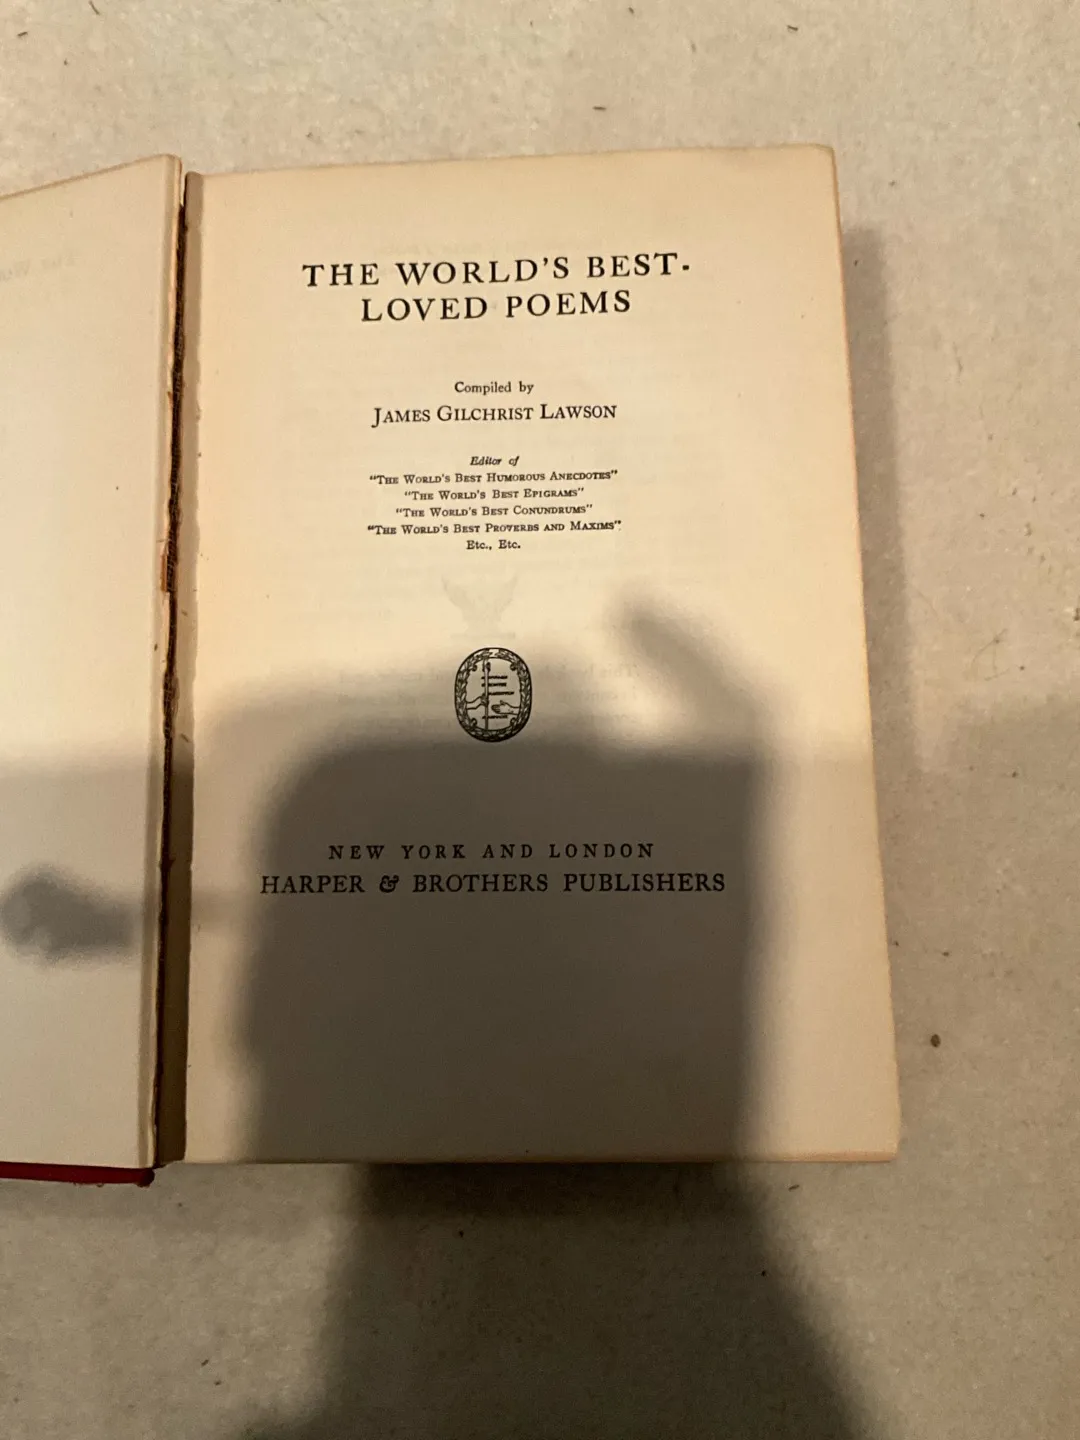 THE WORLD'S BEST-
LOVED POEMS
Compiled by
JAMES GILCHRIST LAWSON
Editor of
"THE WORLD'S BEST HUMOROUS ANECDOTES"
"THE WORLD'S BEST EPIGRAMS"
"THE WORLD'S BEST CONUNDRUMS"
"THE WORLD'S BEST PROVERBS AND MAXIMS"
Etc., Etc.
NEW YORK AND LONDON
HARPER & BROTHERS PUBLISHERS